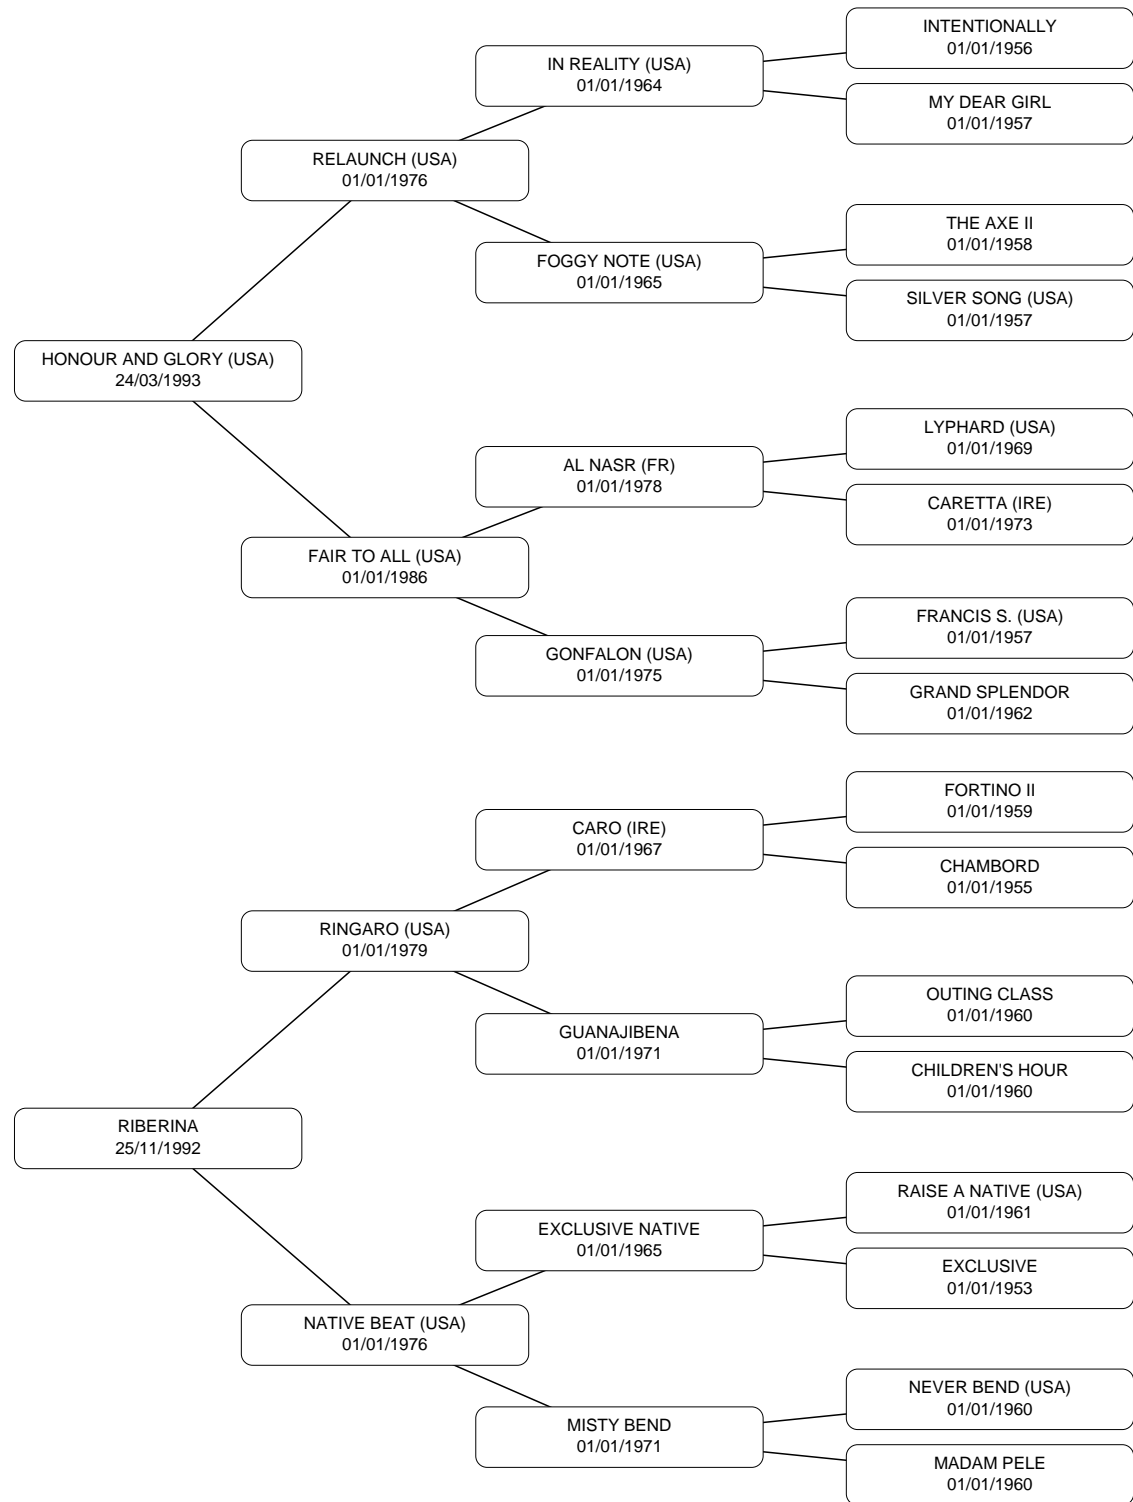 INTENTIONALLY
01/01/1956
IN REALITY (USA)
01/01/1964
MY DEAR GIRL
01/01/1957
RELAUNCH (USA)
01/01/1976
THE AXE II
01/01/1958
FOGGY NOTE (USA)
01/01/1965
SILVER SONG (USA)
01/01/1957
HONOUR AND GLORY (USA)
24/03/1993
LYPHARD (USA)
01/01/1969
AL NASR (FR)
01/01/1978
CARETTA (IRE)
01/01/1973
FAIR TO ALL (USA)
01/01/1986
FRANCIS S. (USA)
01/01/1957
GONFALON (USA)
01/01/1975
GRAND SPLENDOR
01/01/1962
FORTINO II
01/01/1959
CARO (IRE)
01/01/1967
CHAMBORD
01/01/1955
RINGARO (USA)
01/01/1979
OUTING CLASS
01/01/1960
GUANAJIBENA
01/01/1971
CHILDREN'S HOUR
01/01/1960
RIBERINA
25/11/1992
RAISE A NATIVE (USA)
01/01/1961
EXCLUSIVE NATIVE
01/01/1965
EXCLUSIVE
01/01/1953
NATIVE BEAT (USA)
01/01/1976
NEVER BEND (USA)
01/01/1960
MISTY BEND
01/01/1971
MADAM PELE
01/01/1960